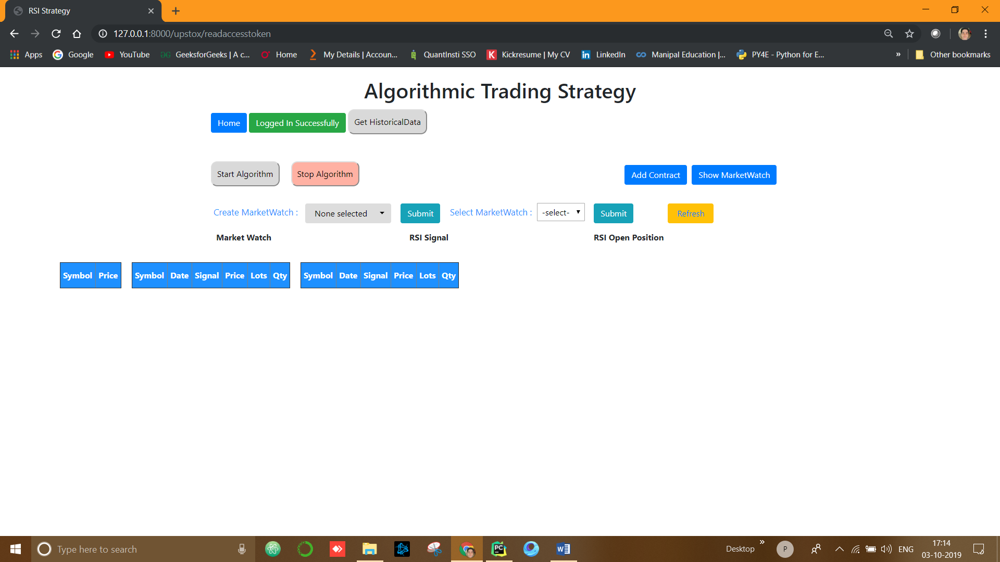 RSI Strategy
127.0.0.1:8000/upstox/readaccesstoken
Apps Google YouTube GeeksforGeeks | A c... Home My Details | Accoun... QuantInsti SSO Kickresume | My CV LinkedIn Manipal Education |... PY4E - Python for E... » Other bookmarks
Algorithmic Trading Strategy
Home Logged In Successfully Get HistoricalData
Start Algorithm Stop Algorithm Add Contract Show MarketWatch
Create MarketWatch : None selected Submit Select MarketWatch : -select- Submit Refresh
Market Watch RSI Signal RSI Open Position
Symbol Price Symbol Date Signal Price Lots Qty Symbol Date Signal Price Lots Qty
Type here to search Desktop » P ENG 17:14
03-10-2019